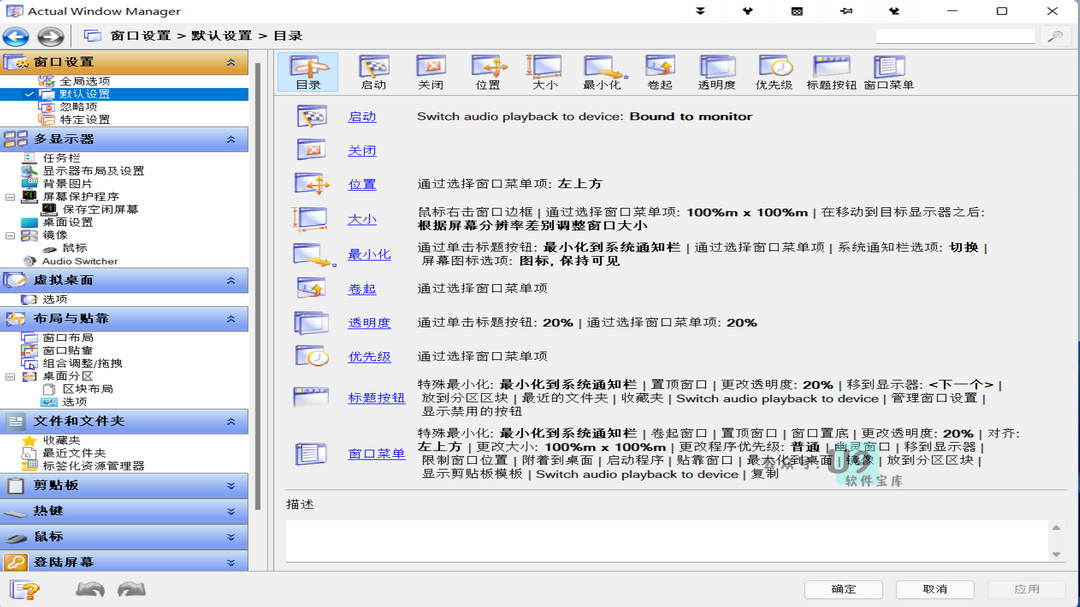 Actual Window Manager
窗口设置 > 默认设置 > 目录
窗口设置
全局选项
默认设置
忽略项
特定设置
多显示器
任务栏
显示器布局及设置
背景图片
屏幕保护程序
保存空闲屏幕
桌面设置
镜像
鼠标
Audio Switcher
虚拟桌面
选项
布局与贴靠
窗口布局
窗口贴靠
组合调整/拖拽
桌面分区
区块布局
选项
文件和文件夹
收藏夹
最近文件夹
标签化资源管理器
剪贴板
热键
鼠标
登陆屏幕
目录 启动 关闭 位置 大小 最小化 卷起 透明度 优先级 标题按钮 窗口菜单
启动 Switch audio playback to device: Bound to monitor
关闭
位置 通过选择窗口菜单项: 左上方
大小 鼠标右击窗口边框 | 通过选择窗口菜单项: 100%m x 100%m | 在移动到目标显示器之后:
根据屏幕分辨率差别调整窗口大小
最小化 通过单击标题按钮: 最小化到系统通知栏 | 通过选择窗口菜单项 | 系统通知栏选项: 切换 |
屏幕图标选项: 图标, 保持可见
卷起 通过选择窗口菜单项
透明度 通过单击标题按钮: 20% | 通过选择窗口菜单项: 20%
优先级 通过选择窗口菜单项
标题按钮 特殊最小化: 最小化到系统通知栏 | 置顶窗口 | 更改透明度: 20% | 移到显示器: <下一个> |
放到分区区块 | 最近的文件夹 | 收藏夹 | Switch audio playback to device | 管理窗口设置 |
显示禁用的按钮
窗口菜单 特殊最小化: 最小化到系统通知栏 | 卷起窗口 | 置顶窗口 | 窗口置底 | 更改透明度: 20% | 对齐:
左上方 | 更改大小: 100%m x 100%m | 更改程序优先级: 普通 | 幽灵窗口 | 移到显示器 |
限制窗口位置 | 附着到桌面 | 启动程序 | 贴靠窗口 | 最大化到桌面 | 镜像 | 放到分区区块 |
显示剪贴板模板 | Switch audio playback to device | 复制
U9
软件宝库
描述
确定 取消 应用